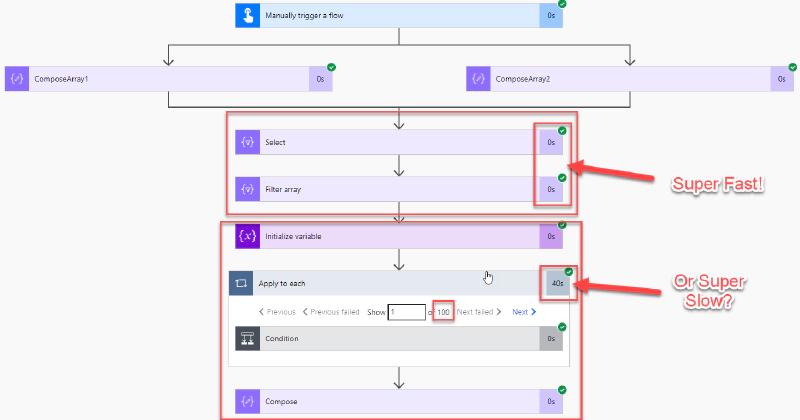 Manually trigger a flow 0s
ComposeArray1 0s
ComposeArray2 0s
Select 0s
Filter array 0s
Super Fast!
{x} Initialize variable 0s
Apply to each 40s
Or Super
Slow?
Previous Previous failed Show 1 of 100 Next failed Next
Condition 0s
Compose 0s